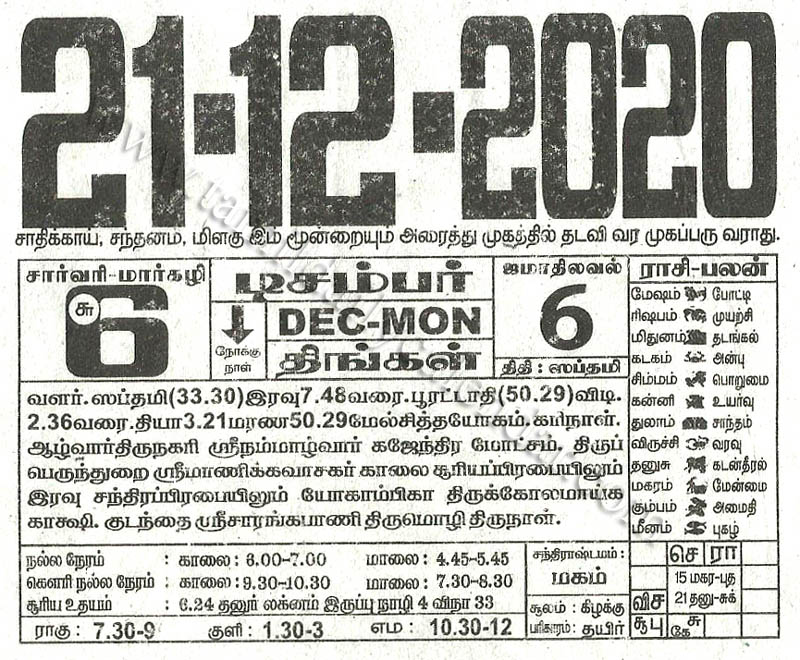 21-12-2020
சாதிக்காய், சந்தனம், மிளகு இம் மூன்றையும் அரைத்து முகத்தில் தடவி வர முகப்பரு வராது.
சார்வரி-மார்கழி
சு
6
டிசம்பர்
நோக்கு
நாள்
DEC-MON
திங்கள்
ஜமாதிலவல்
6
திதி: ஸப்தமி
வளர். ஸப்தமி(33.30)இரவு7.48வரை.பூரட்டாதி(50.29)விடி.
2.36வரை.தியா3.21மரண50.29மேல்சித்தயோகம்.கரிநாள்.
ஆழ்வார்திருநகரி ஸ்ரீநம்மாழ்வார் கஜேந்திர மோட்சம். திருப்
பெருந்துறை ஸ்ரீமாணிக்கவாசகர் காலை சூரியப்பிரபையிலும்
இரவு சந்திரப்பிரபையிலும் யோகாம்பிகா திருக்கோலமாய்க
காக்ஷி. குடந்தை ஸ்ரீசாரங்கபாணி திருமொழி திருநாள்.
ராசி-பலன்
மேஷம் போட்டி
ரிஷபம் முயற்சி
மிதுனம் தடங்கல்
கடகம் அன்பு
சிம்மம் பொறுமை
கன்னி உயர்வு
துலாம் சாந்தம்
விருச்சி வரவு
தனுசு கடன்தீரல்
மகரம் மேன்மை
கும்பம் அமைதி
மீனம் புகழ்
நல்ல நேரம் : காலை: 6.00-7.00 மாலை: 4.45-5.45
கௌரி நல்ல நேரம் : காலை: 9.30-10.30 மாலை: 7.30-8.30
சூரிய உதயம் : 6.24 தனுர் லக்னம் இருப்பு நாழி 4 விநா 33
ராகு: 7.30-9 குளி: 1.30-3 எம: 10.30-12
சந்திராஷ்டமம்:
மகம்
சூலம்: கிழக்கு
பரிகாரம்: தயிர்
செ ரா
15 மகர-புத
விச 21 தனு-சுக்
சூபு சுகே